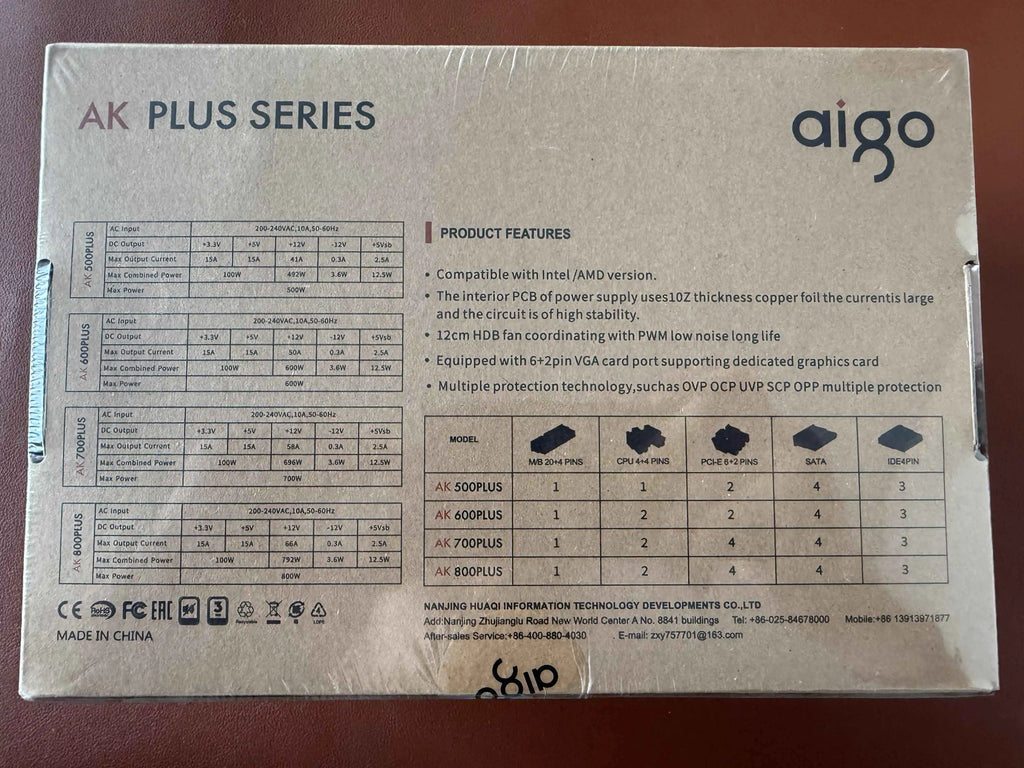 AK PLUS SERIES
aigo
AK 500PLUS
AC Input 200-240VAC,10A,50-60Hz
DC Output +3.3V +5V +12V -12V +5Vsb
Max Output Current 15A 15A 41A 0.3A 2.5A
Max Combined Power 100W 492W 3.6W 12.5W
Max Power 500W
AK 600PLUS
AC Input 200-240VAC,10A,50-60Hz
DC Output +3.3V +5V +12V -12V +5Vsb
Max Output Current 15A 15A 50A 0.3A 2.5A
Max Combined Power 100W 600W 3.6W 12.5W
Max Power 600W
AK 700PLUS
AC Input 200-240VAC,10A,50-60Hz
DC Output +3.3V +5V +12V -12V +5Vsb
Max Output Current 15A 15A 58A 0.3A 2.5A
Max Combined Power 100W 696W 3.6W 12.5W
Max Power 700W
AK 800PLUS
AC Input 200-240VAC,10A,50-60Hz
DC Output +3.3V +5V +12V -12V +5Vsb
Max Output Current 15A 15A 66A 0.3A 2.5A
Max Combined Power 100W 792W 3.6W 12.5W
Max Power 800W
CE RoHS FC EAC 3 Recyclable LDPE
MADE IN CHINA
PRODUCT FEATURES
• Compatible with Intel /AMD version.
• The interior PCB of power supply uses10Z thickness copper foil the currentis large
and the circuit is of high stability.
• 12cm HDB fan coordinating with PWM low noise long life
• Equipped with 6+2pin VGA card port supporting dedicated graphics card
• Multiple protection technology,suchas OVP OCP UVP SCP OPP multiple protection
MODEL M/B 20+4 PINS CPU 4+4 PINS PCI-E 6+2 PINS SATA IDE4PIN
AK 500PLUS 1 1 2 4 3
AK 600PLUS 1 2 2 4 3
AK 700PLUS 1 2 4 4 3
AK 800PLUS 1 2 4 4 3
NANJING HUAQI INFORMATION TECHNOLOGY DEVELOPMENTS CO.,LTD
Add:Nanjing Zhujianglu Road New World Center A No. 8841 buildings Tel: +86-025-84678000 Mobile:+86 13913971877
After-sales Service:+86-400-880-4030 . E-mail: zxy757701@163.com
aigo